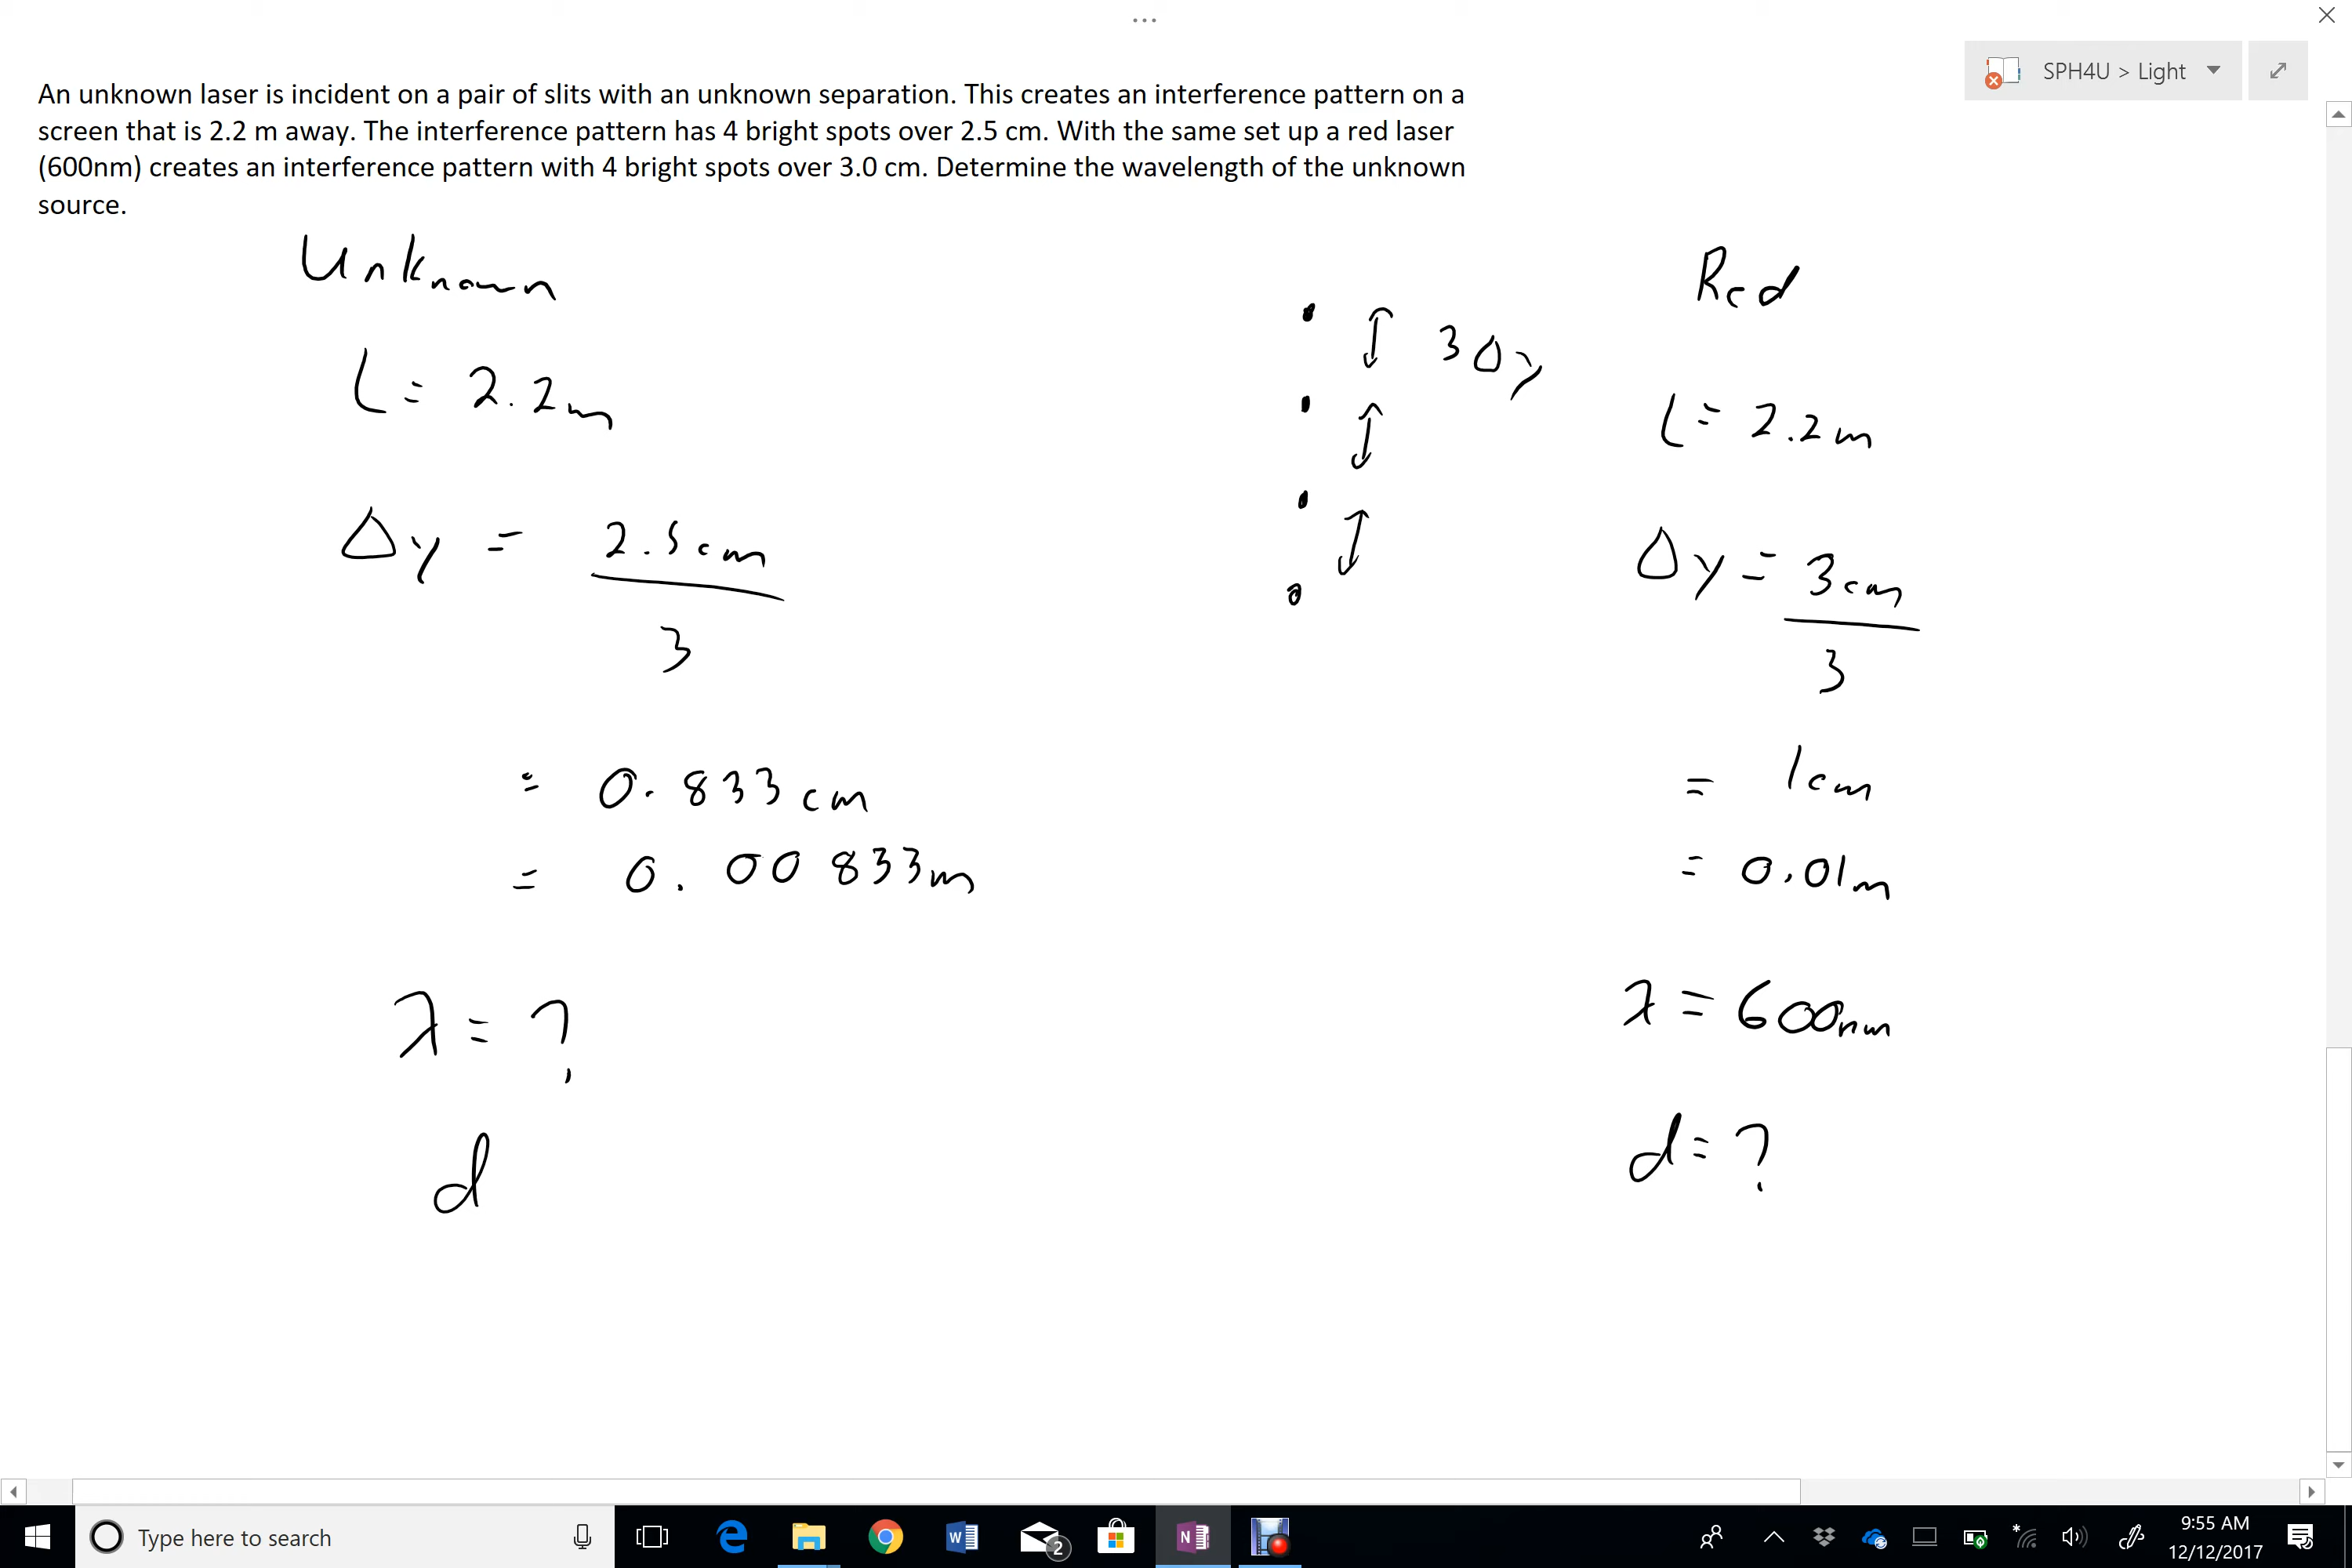 SPH4U > Light
An unknown laser is incident on a pair of slits with an unknown separation. This creates an interference pattern on a
screen that is 2.2 m away. The interference pattern has 4 bright spots over 2.5 cm. With the same set up a red laser
(600nm) creates an interference pattern with 4 bright spots over 3.0 cm. Determine the wavelength of the unknown
source.
Unknown
L = 2.2m
Δy = 2.5cm
3
= 0.833 cm
= 0.00833m
λ = ?
d
3Δy
Red
L = 2.2m
Δy = 3cm
3
= 1cm
= 0.01m
λ = 600nm
d = ?
Type here to search
2
9:55 AM
12/12/2017